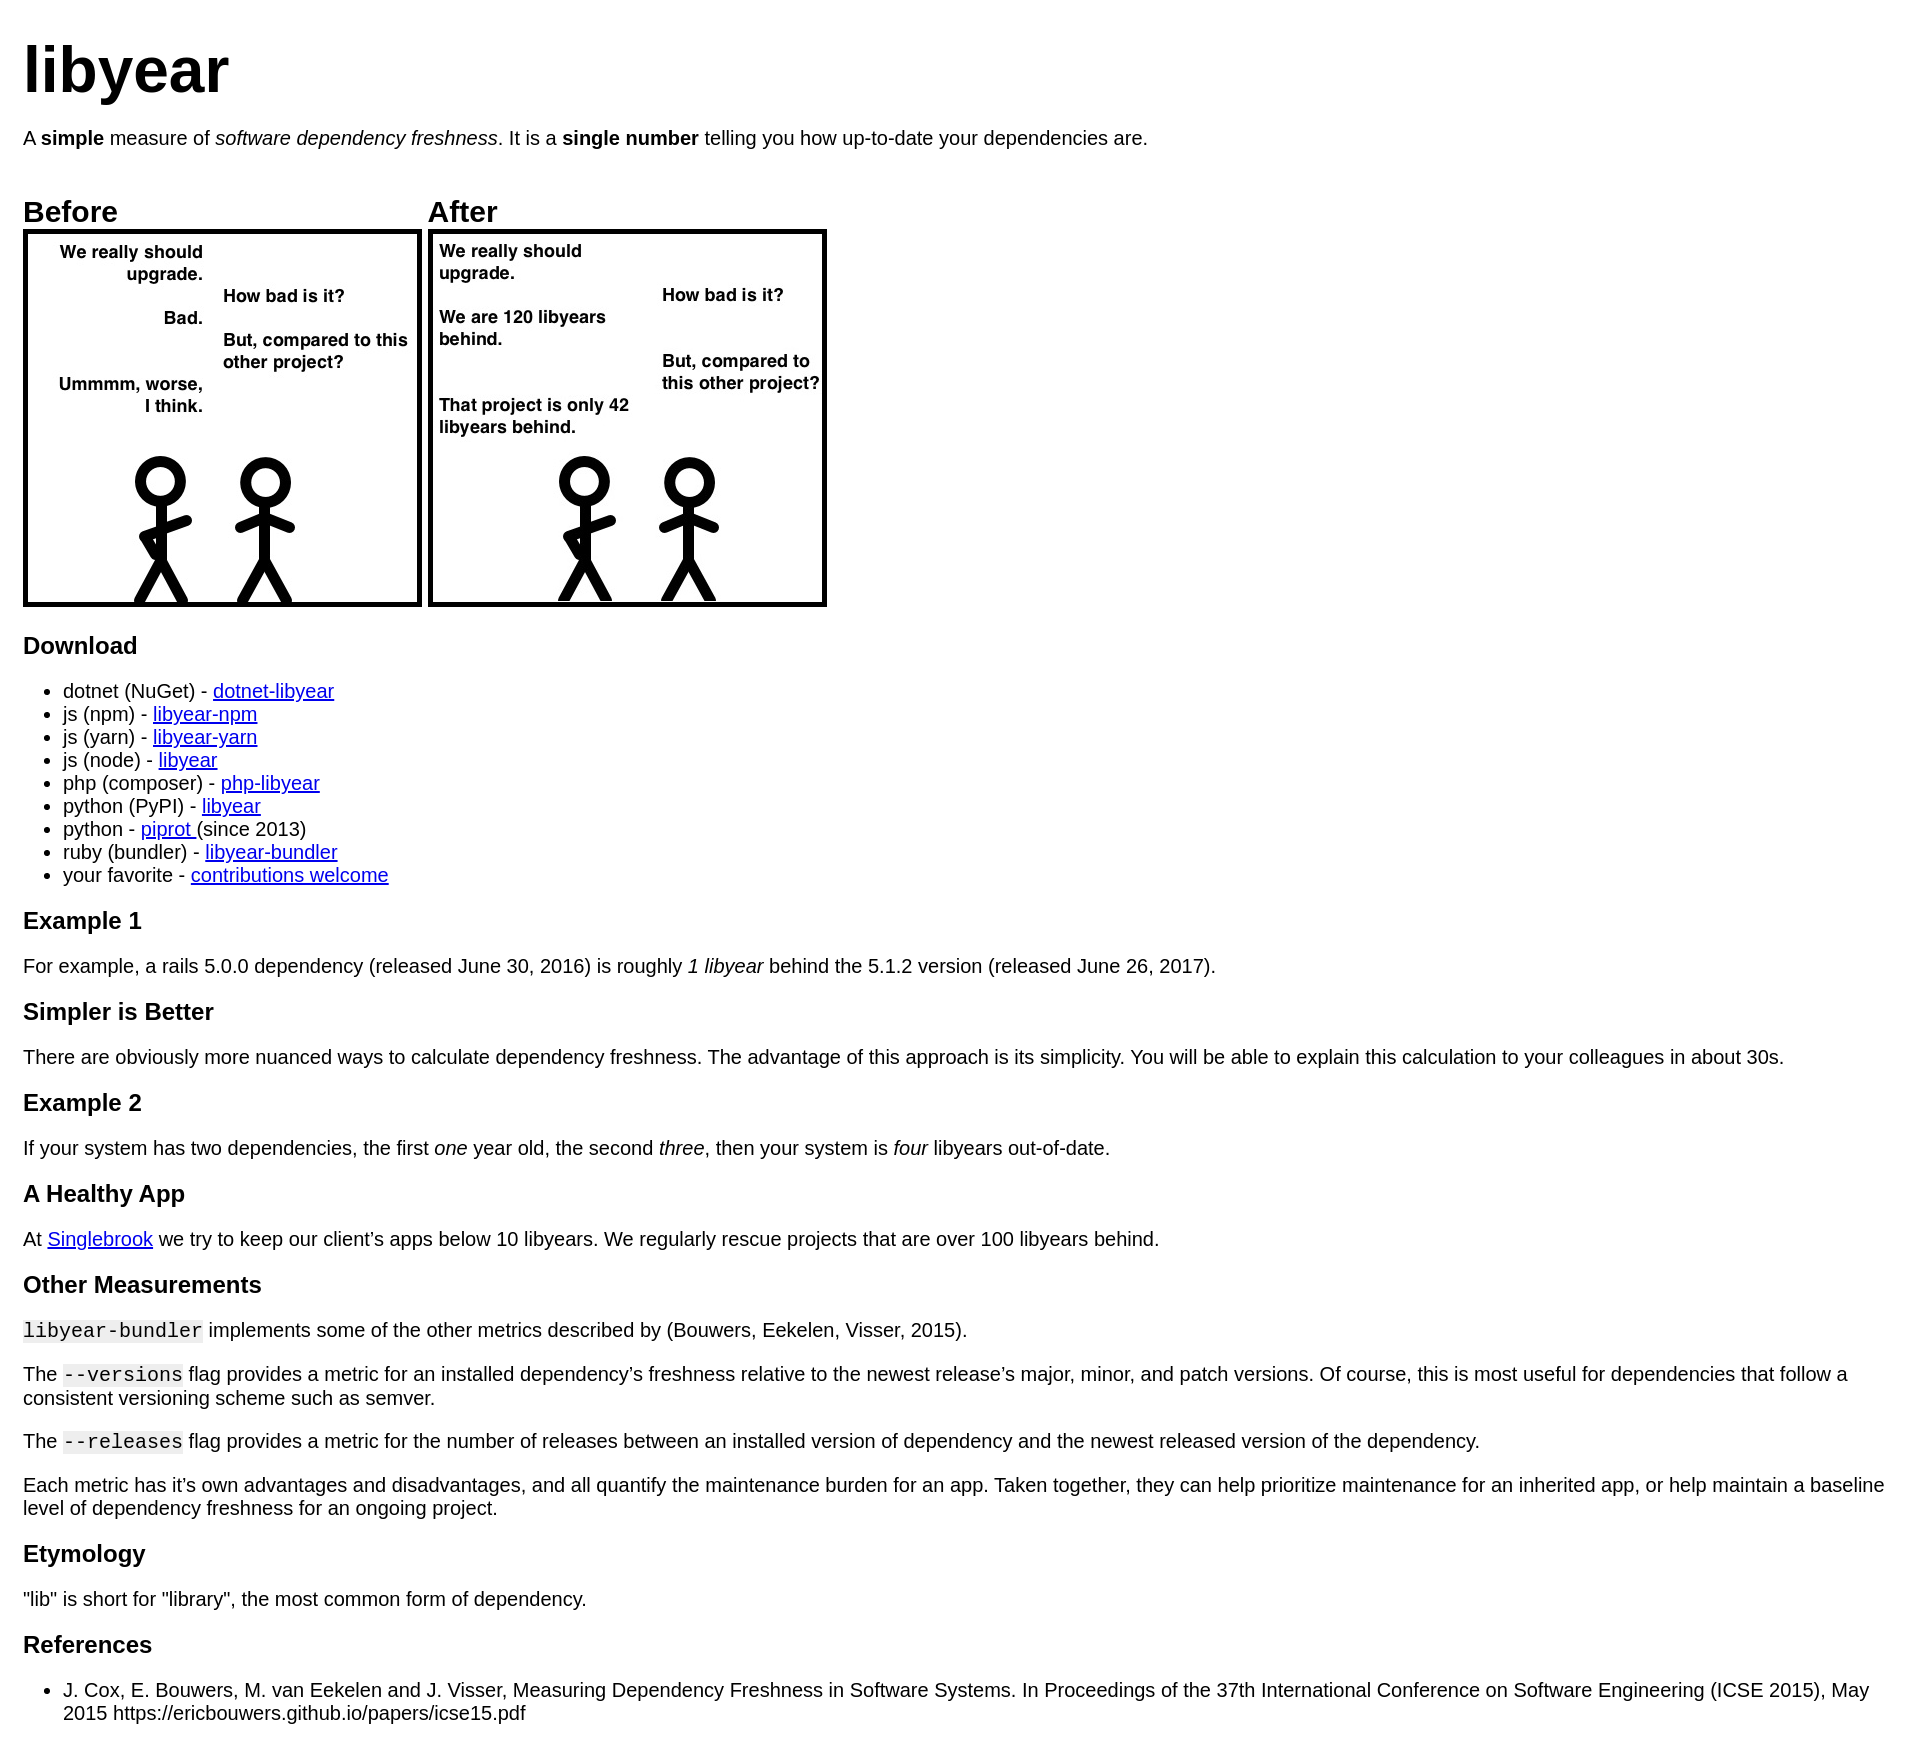 libyear
A simple measure of software dependency freshness. It is a single number telling you how up-to-date your dependencies are.
Before
We really should
upgrade.
How bad is it?
Bad.
But, compared to this
other project?
Ummmm, worse,
I think.
After
We really should
upgrade.
How bad is it?
We are 120 libyears
behind.
But, compared to
this other project?
That project is only 42
libyears behind.
Download
• dotnet (NuGet) - dotnet-libyear
• js (npm) - libyear-npm
• js (yarn) - libyear-yarn
• js (node) - libyear
• php (composer) - php-libyear
• python (PyPI) - libyear
• python - piprot (since 2013)
• ruby (bundler) - libyear-bundler
• your favorite - contributions welcome
Example 1
For example, a rails 5.0.0 dependency (released June 30, 2016) is roughly 1 libyear behind the 5.1.2 version (released June 26, 2017).
Simpler is Better
There are obviously more nuanced ways to calculate dependency freshness. The advantage of this approach is its simplicity. You will be able to explain this calculation to your colleagues in about 30s.
Example 2
If your system has two dependencies, the first one year old, the second three, then your system is four libyears out-of-date.
A Healthy App
At Singlebrook we try to keep our client’s apps below 10 libyears. We regularly rescue projects that are over 100 libyears behind.
Other Measurements
libyear-bundler implements some of the other metrics described by (Bouwers, Eekelen, Visser, 2015).
The --versions flag provides a metric for an installed dependency’s freshness relative to the newest release’s major, minor, and patch versions. Of course, this is most useful for dependencies that follow a
consistent versioning scheme such as semver.
The --releases flag provides a metric for the number of releases between an installed version of dependency and the newest released version of the dependency.
Each metric has it’s own advantages and disadvantages, and all quantify the maintenance burden for an app. Taken together, they can help prioritize maintenance for an inherited app, or help maintain a baseline
level of dependency freshness for an ongoing project.
Etymology
"lib" is short for "library", the most common form of dependency.
References
• J. Cox, E. Bouwers, M. van Eekelen and J. Visser, Measuring Dependency Freshness in Software Systems. In Proceedings of the 37th International Conference on Software Engineering (ICSE 2015), May
2015 https://ericbouwers.github.io/papers/icse15.pdf